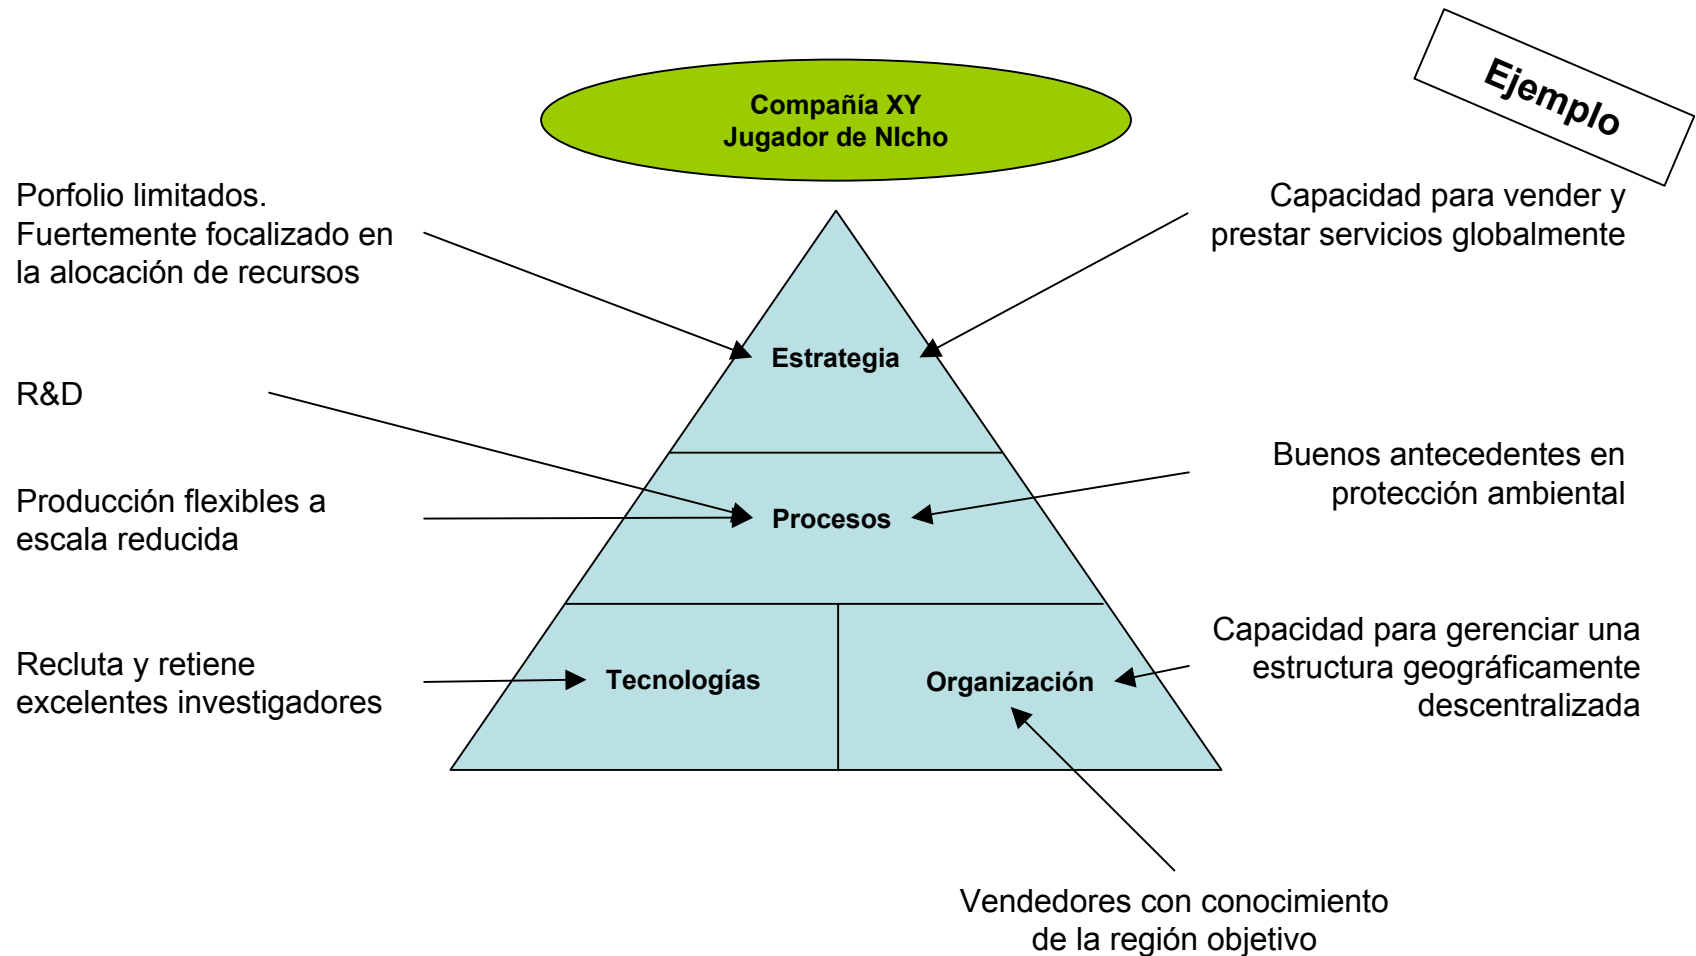 Ejemplo
Compañía XY
Jugador de NIcho
Porfolio limitados.
Fuertemente focalizado en
la alocación de recursos
Capacidad para vender y
prestar servicios globalmente
Estrategia
R&D
Buenos antecedentes en
protección ambiental
Producción flexibles a
escala reducida
Procesos
Capacidad para gerenciar una
estructura geográficamente
descentralizada
Recluta y retiene
excelentes investigadores
Tecnologías
Organización
Vendedores con conocimiento
de la región objetivo